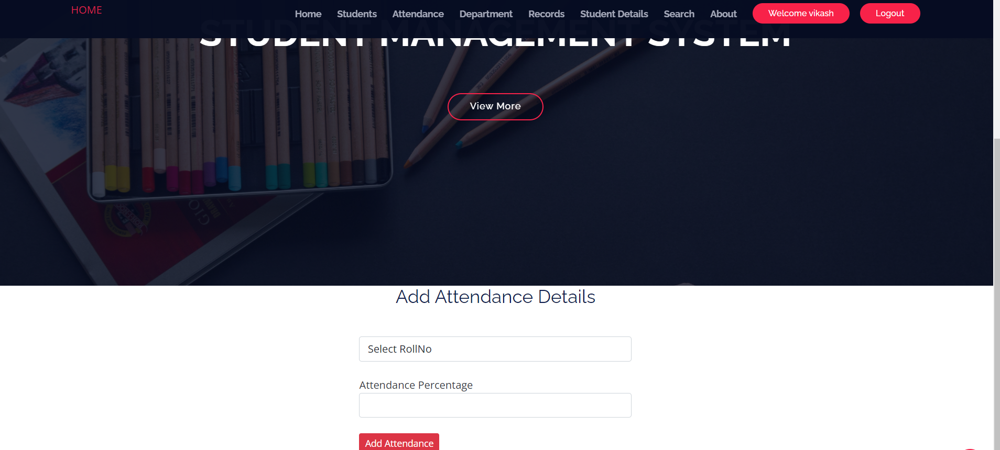 HOME
Home Students Attendance Department Records Student Details Search About Welcome vikash Logout
STUDENT MANAGEMENT SYSTEM
View More
GIO
Add Attendance Details
Select RollNo
Attendance Percentage
Add Attendance